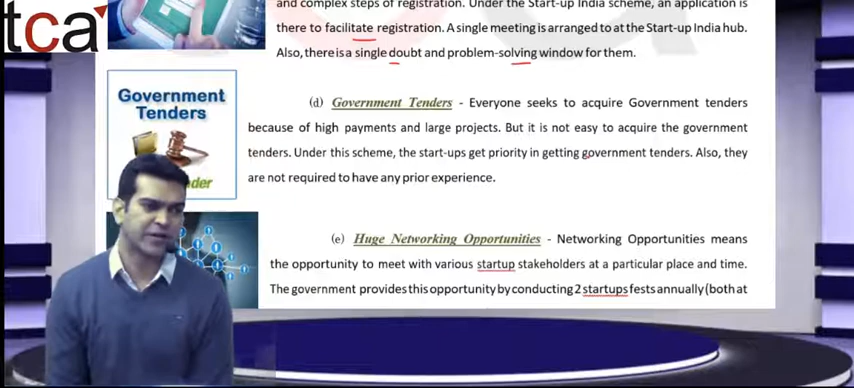 tca
and complex steps of registration. Under the Start-up India scheme, an application is
there to facilitate registration. A single meeting is arranged to at the Start-up India hub.
Also, there is a single doubt and problem-solving window for them.
Government
Tenders
(d) Government Tenders - Everyone seeks to acquire Government tenders
because of high payments and large projects. But it is not easy to acquire the government
tenders. Under this scheme, the start-ups get priority in getting government tenders. Also, they
are not required to have any prior experience.
(e) Huge Networking Opportunities - Networking Opportunities means
the opportunity to meet with various startup stakeholders at a particular place and time.
The government provides this opportunity by conducting 2 startups fests annually (both at